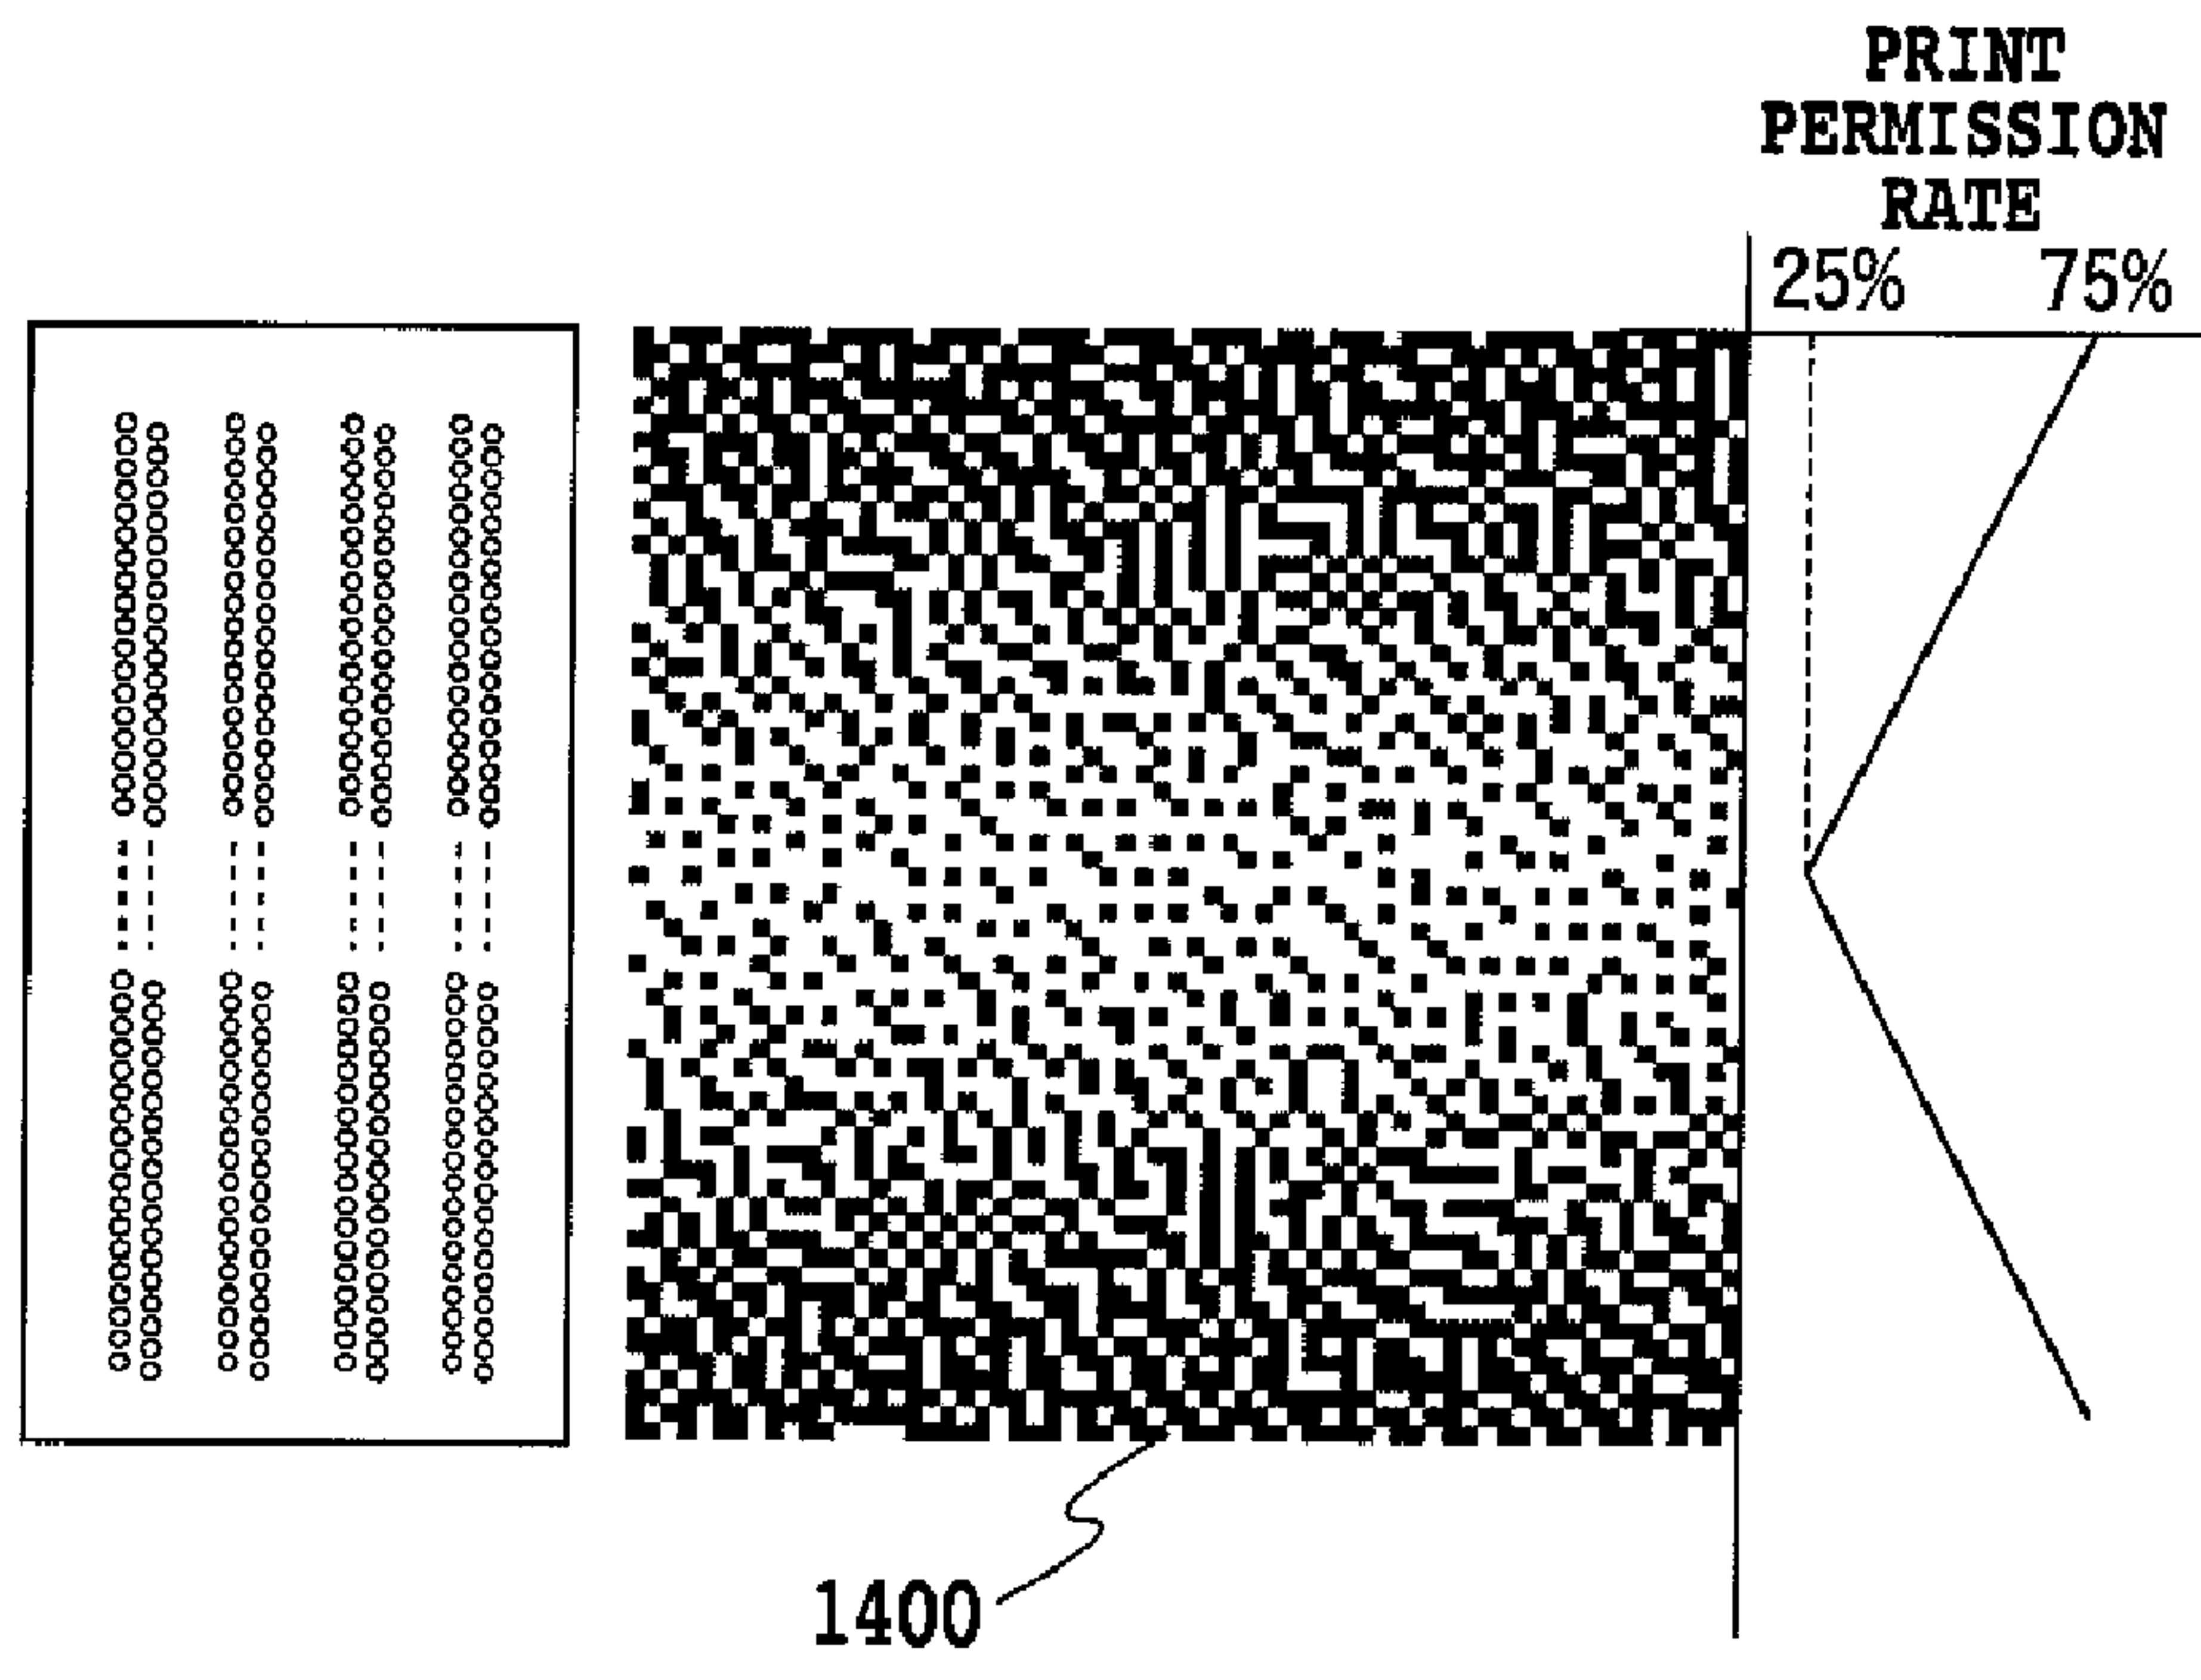 PRINT
PERMISSION
RATE
25% 75%
1400